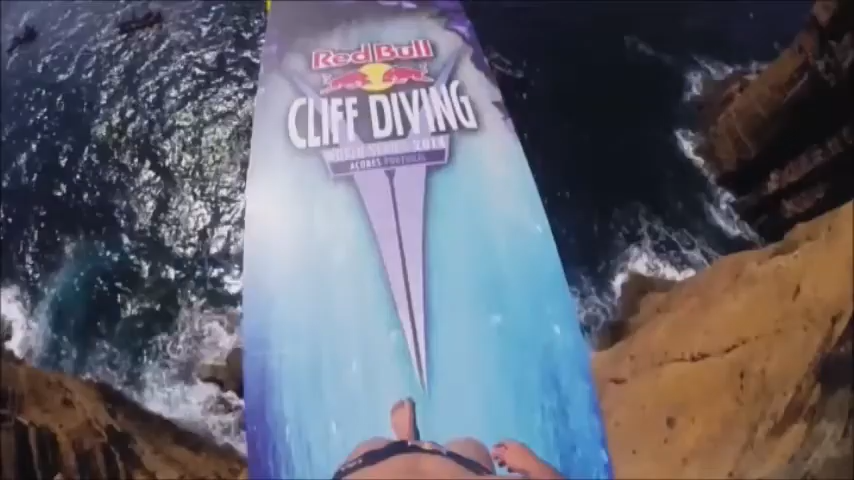 Red Bull
CLIFF DIVING
WORLD SERIES 2014
AÇORES PORTUGAL